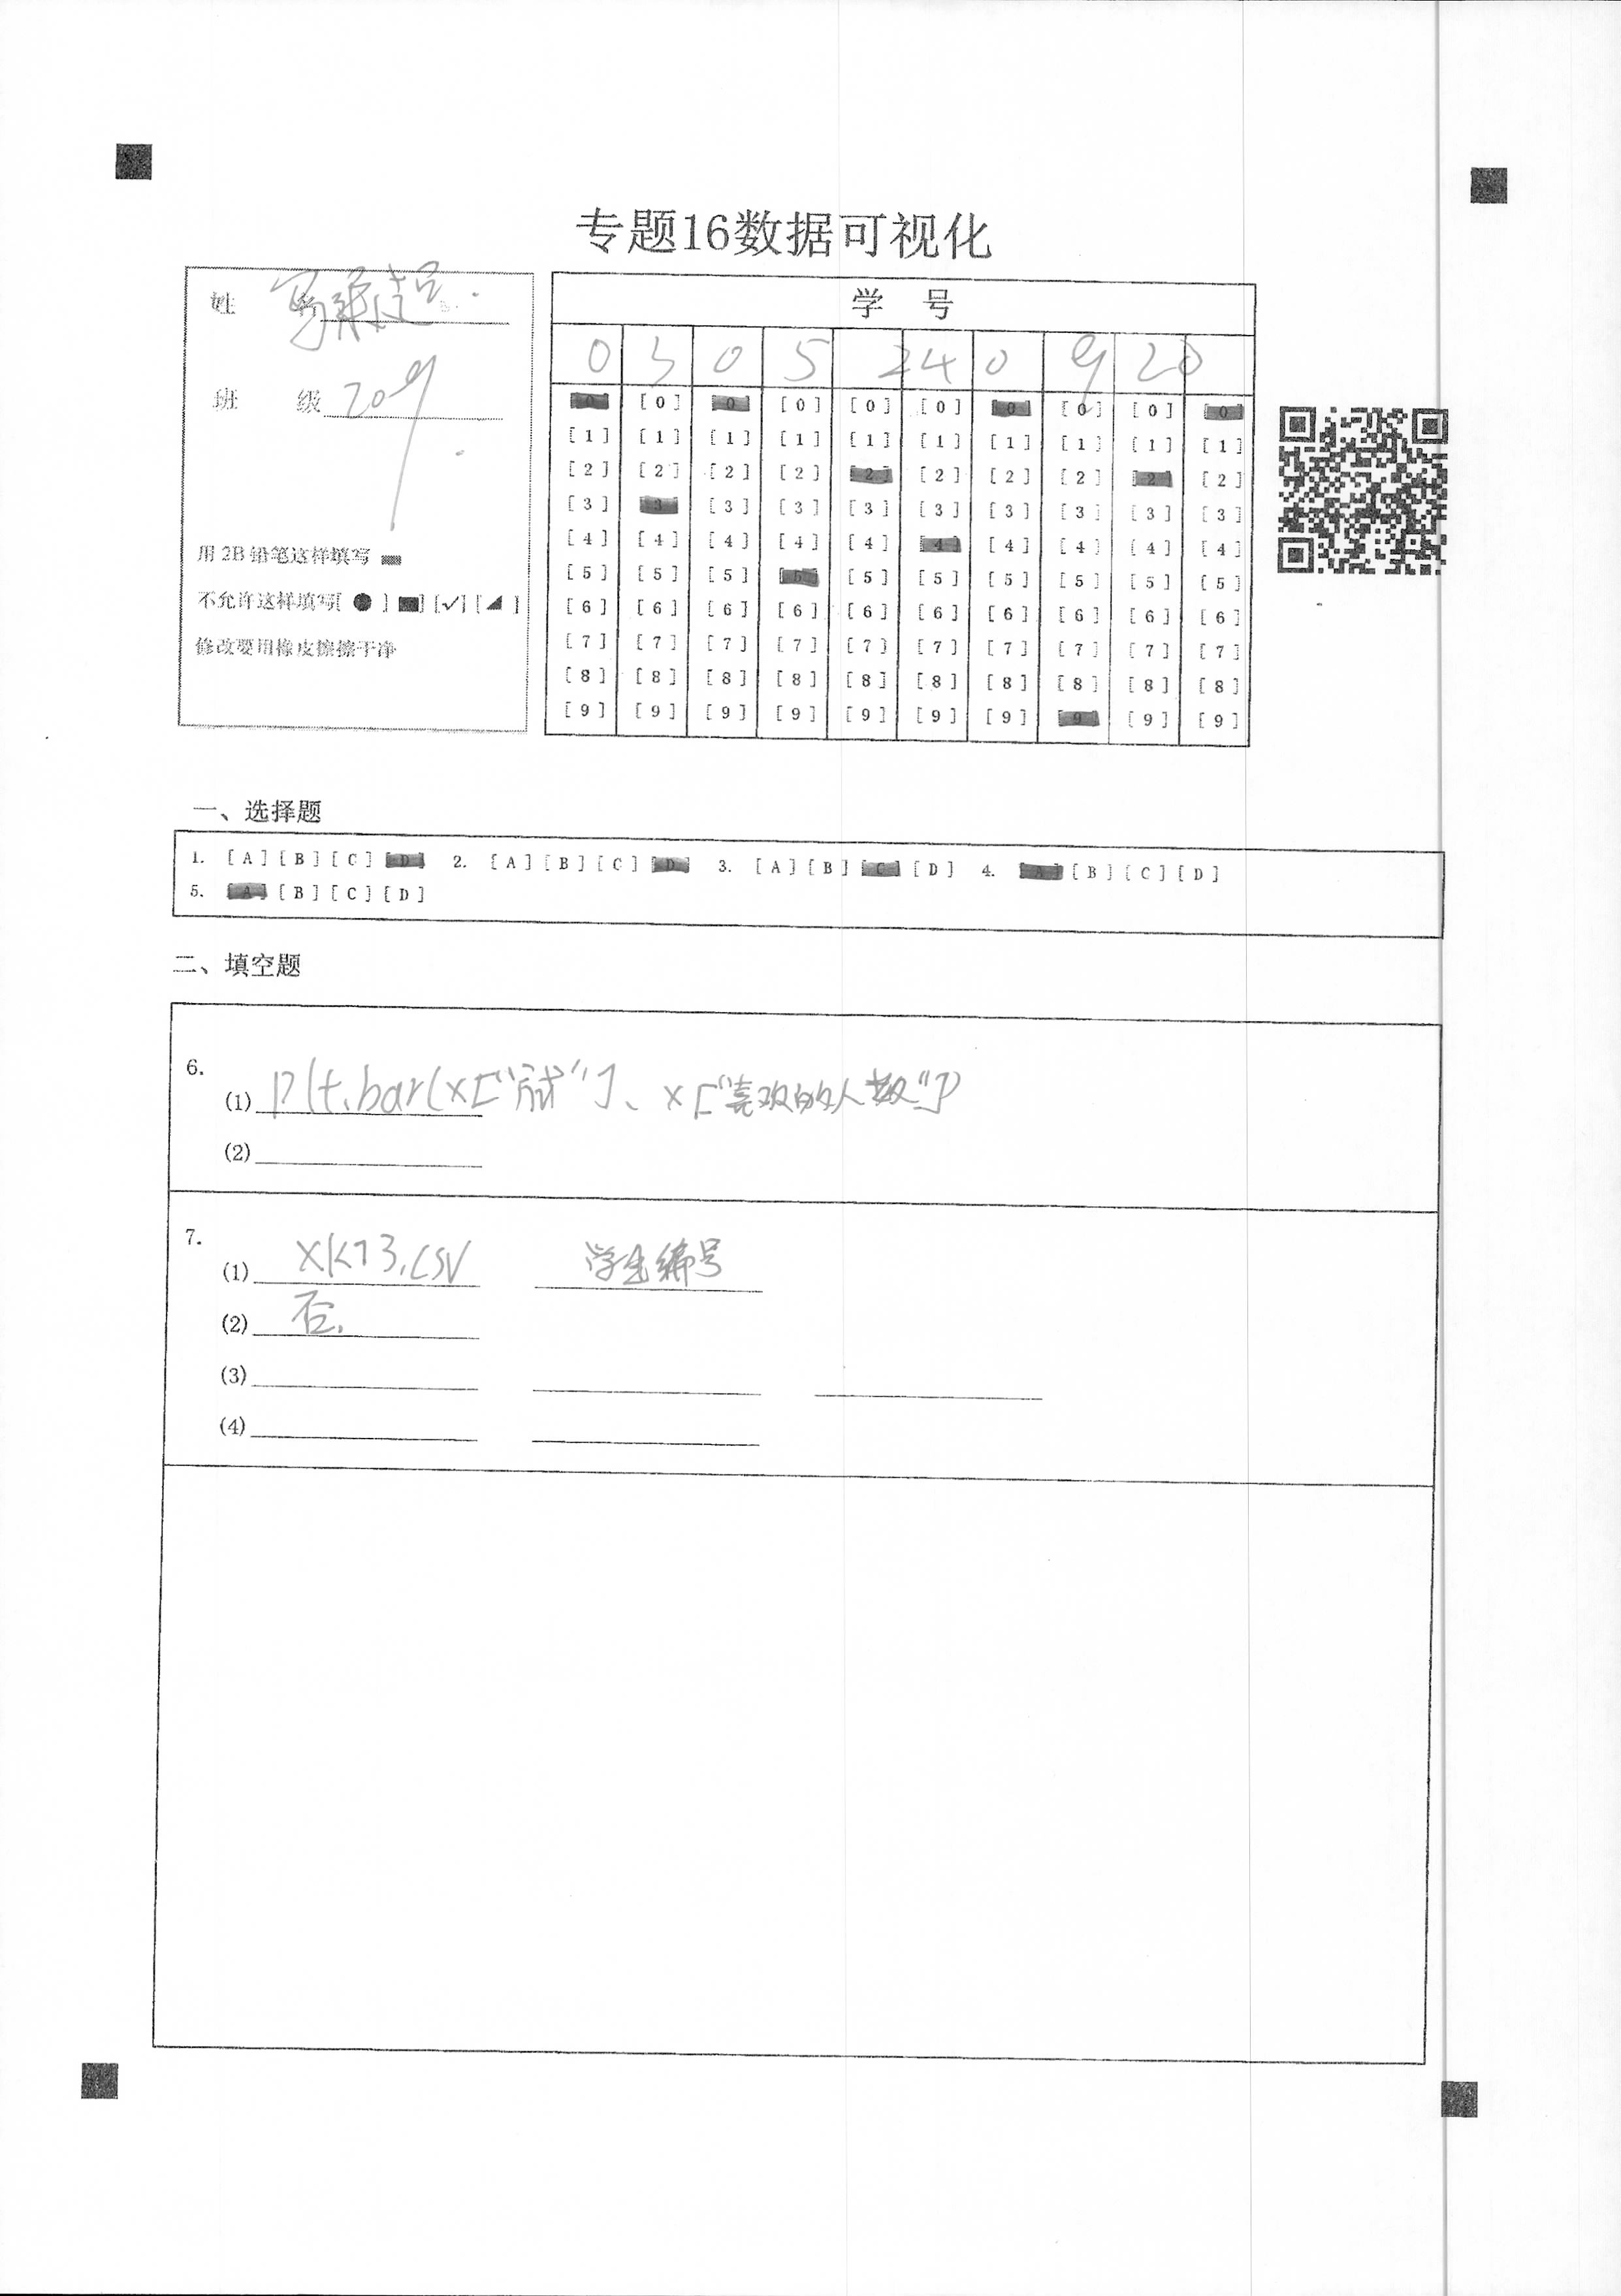 专题16数据可视化
姓 名
班 级 209
用 2B 铅笔这样填写
不允许这样填写[ ● ] [■] [✓] [◢]
修改要用橡皮擦擦干净
学 号
0 3 0 5 2 4 0 9 2 0
[0] [0] [0] [0] [0] [0] [0] [0] [0] [0]
[1] [1] [1] [1] [1] [1] [1] [1] [1] [1]
[2] [2] [2] [2] [2] [2] [2] [2] [2] [2]
[3] [3] [3] [3] [3] [3] [3] [3] [3] [3]
[4] [4] [4] [4] [4] [4] [4] [4] [4] [4]
[5] [5] [5] [5] [5] [5] [5] [5] [5] [5]
[6] [6] [6] [6] [6] [6] [6] [6] [6] [6]
[7] [7] [7] [7] [7] [7] [7] [7] [7] [7]
[8] [8] [8] [8] [8] [8] [8] [8] [8] [8]
[9] [9] [9] [9] [9] [9] [9] [9] [9] [9]
一、选择题
1. [A] [B] [C] [D] 2. [A] [B] [C] [D] 3. [A] [B] [C] [D] 4. [A] [B] [C] [D]
5. [A] [B] [C] [D]
二、填空题
6.
(1) plt.bar(x[" "]、x["喜欢的人数"])
(2)
7.
(1) xk73.csv 学生编号
(2) 否.
(3)
(4)